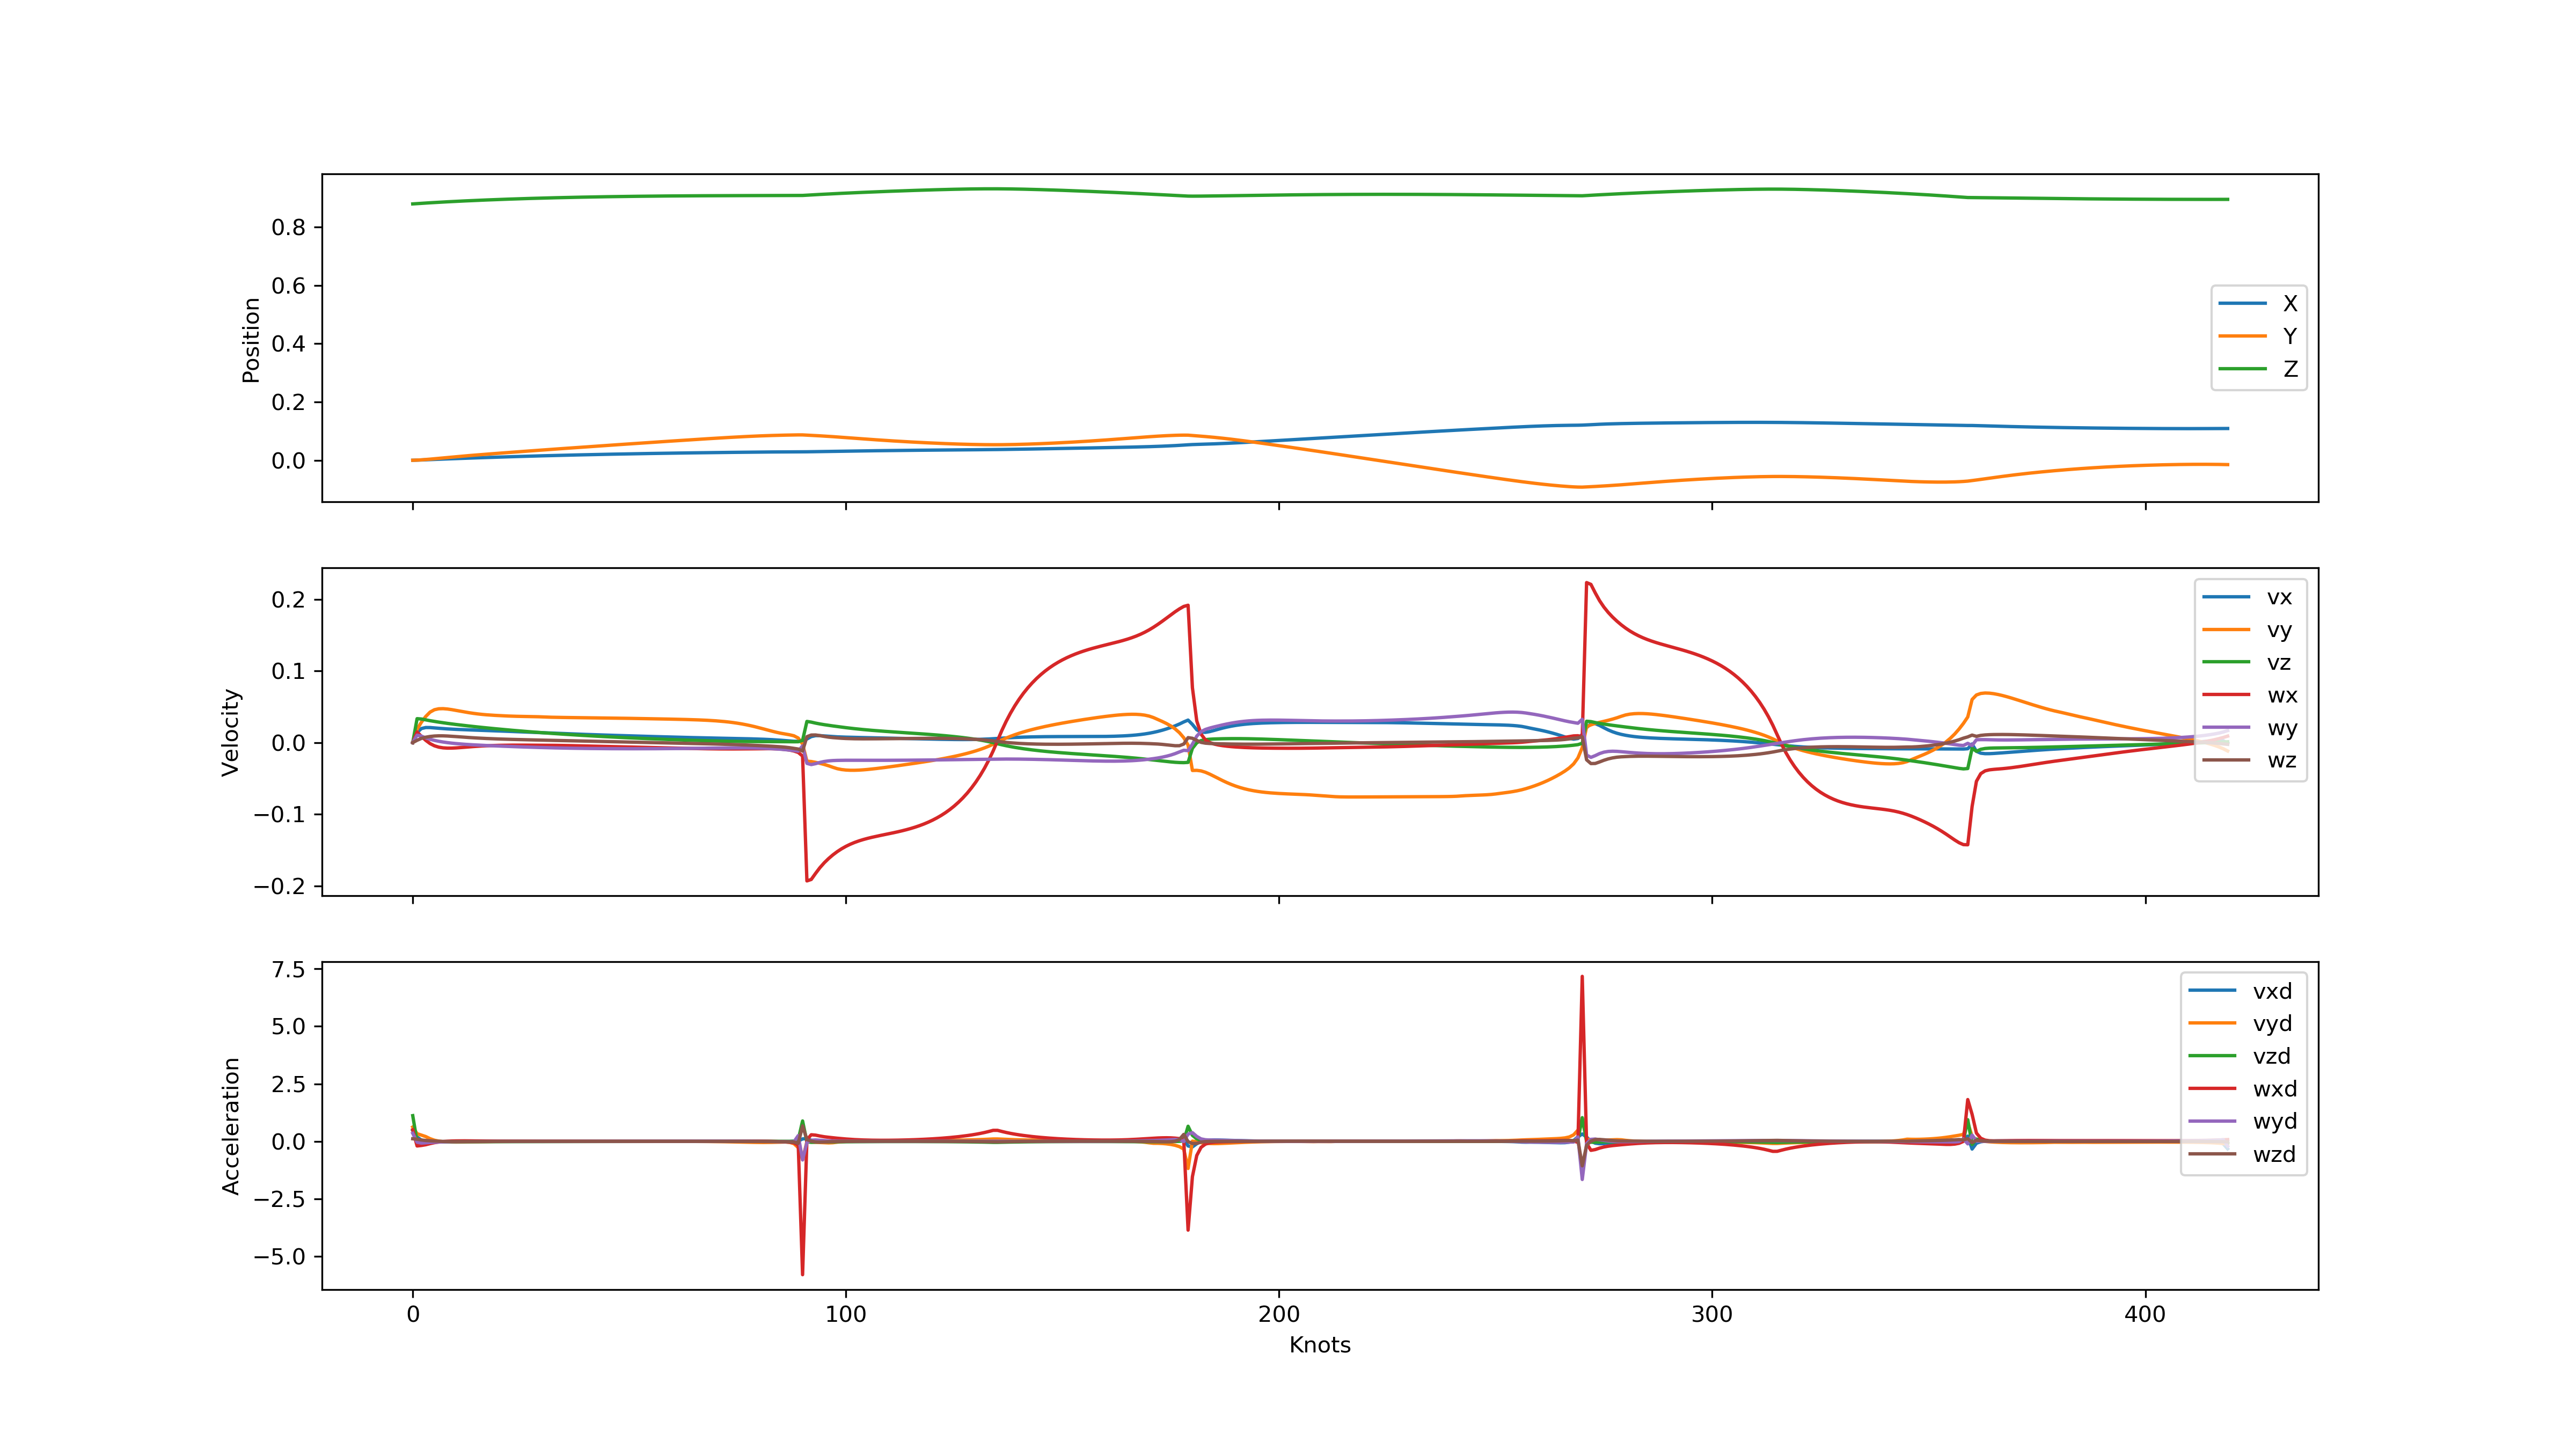 0.8
0.6
0.4
0.2
0.0
Position
X
Y
Z
0.2
0.1
0.0
−0.1
−0.2
Velocity
vx
vy
vz
wx
wy
wz
7.5
5.0
2.5
0.0
−2.5
−5.0
Acceleration
vxd
vyd
vzd
wxd
wyd
wzd
0 100 200 300 400
Knots